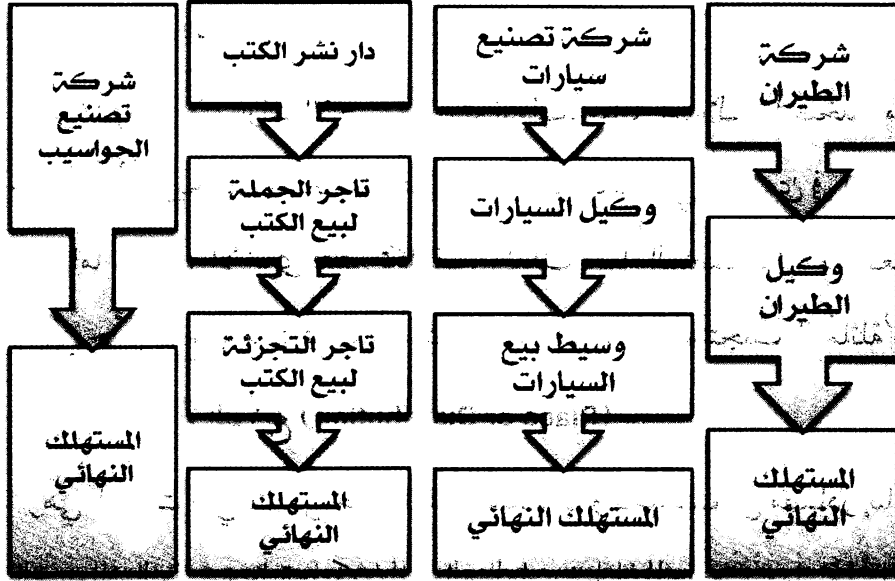 شركة
الطيران
وكيل
الطيران
المستهلك
النهائي
شركة تصنيع
سيارات
وكيل السيارات
وسيط بيع
السيارات
المستهلك النهائي
دار نشر الكتب
تاجر الجملة
لبيع الكتب
تاجر التجزئة
لبيع الكتب
المستهلك
النهائي
شركة
تصنيع
الحواسيب
المستهلك
النهائي